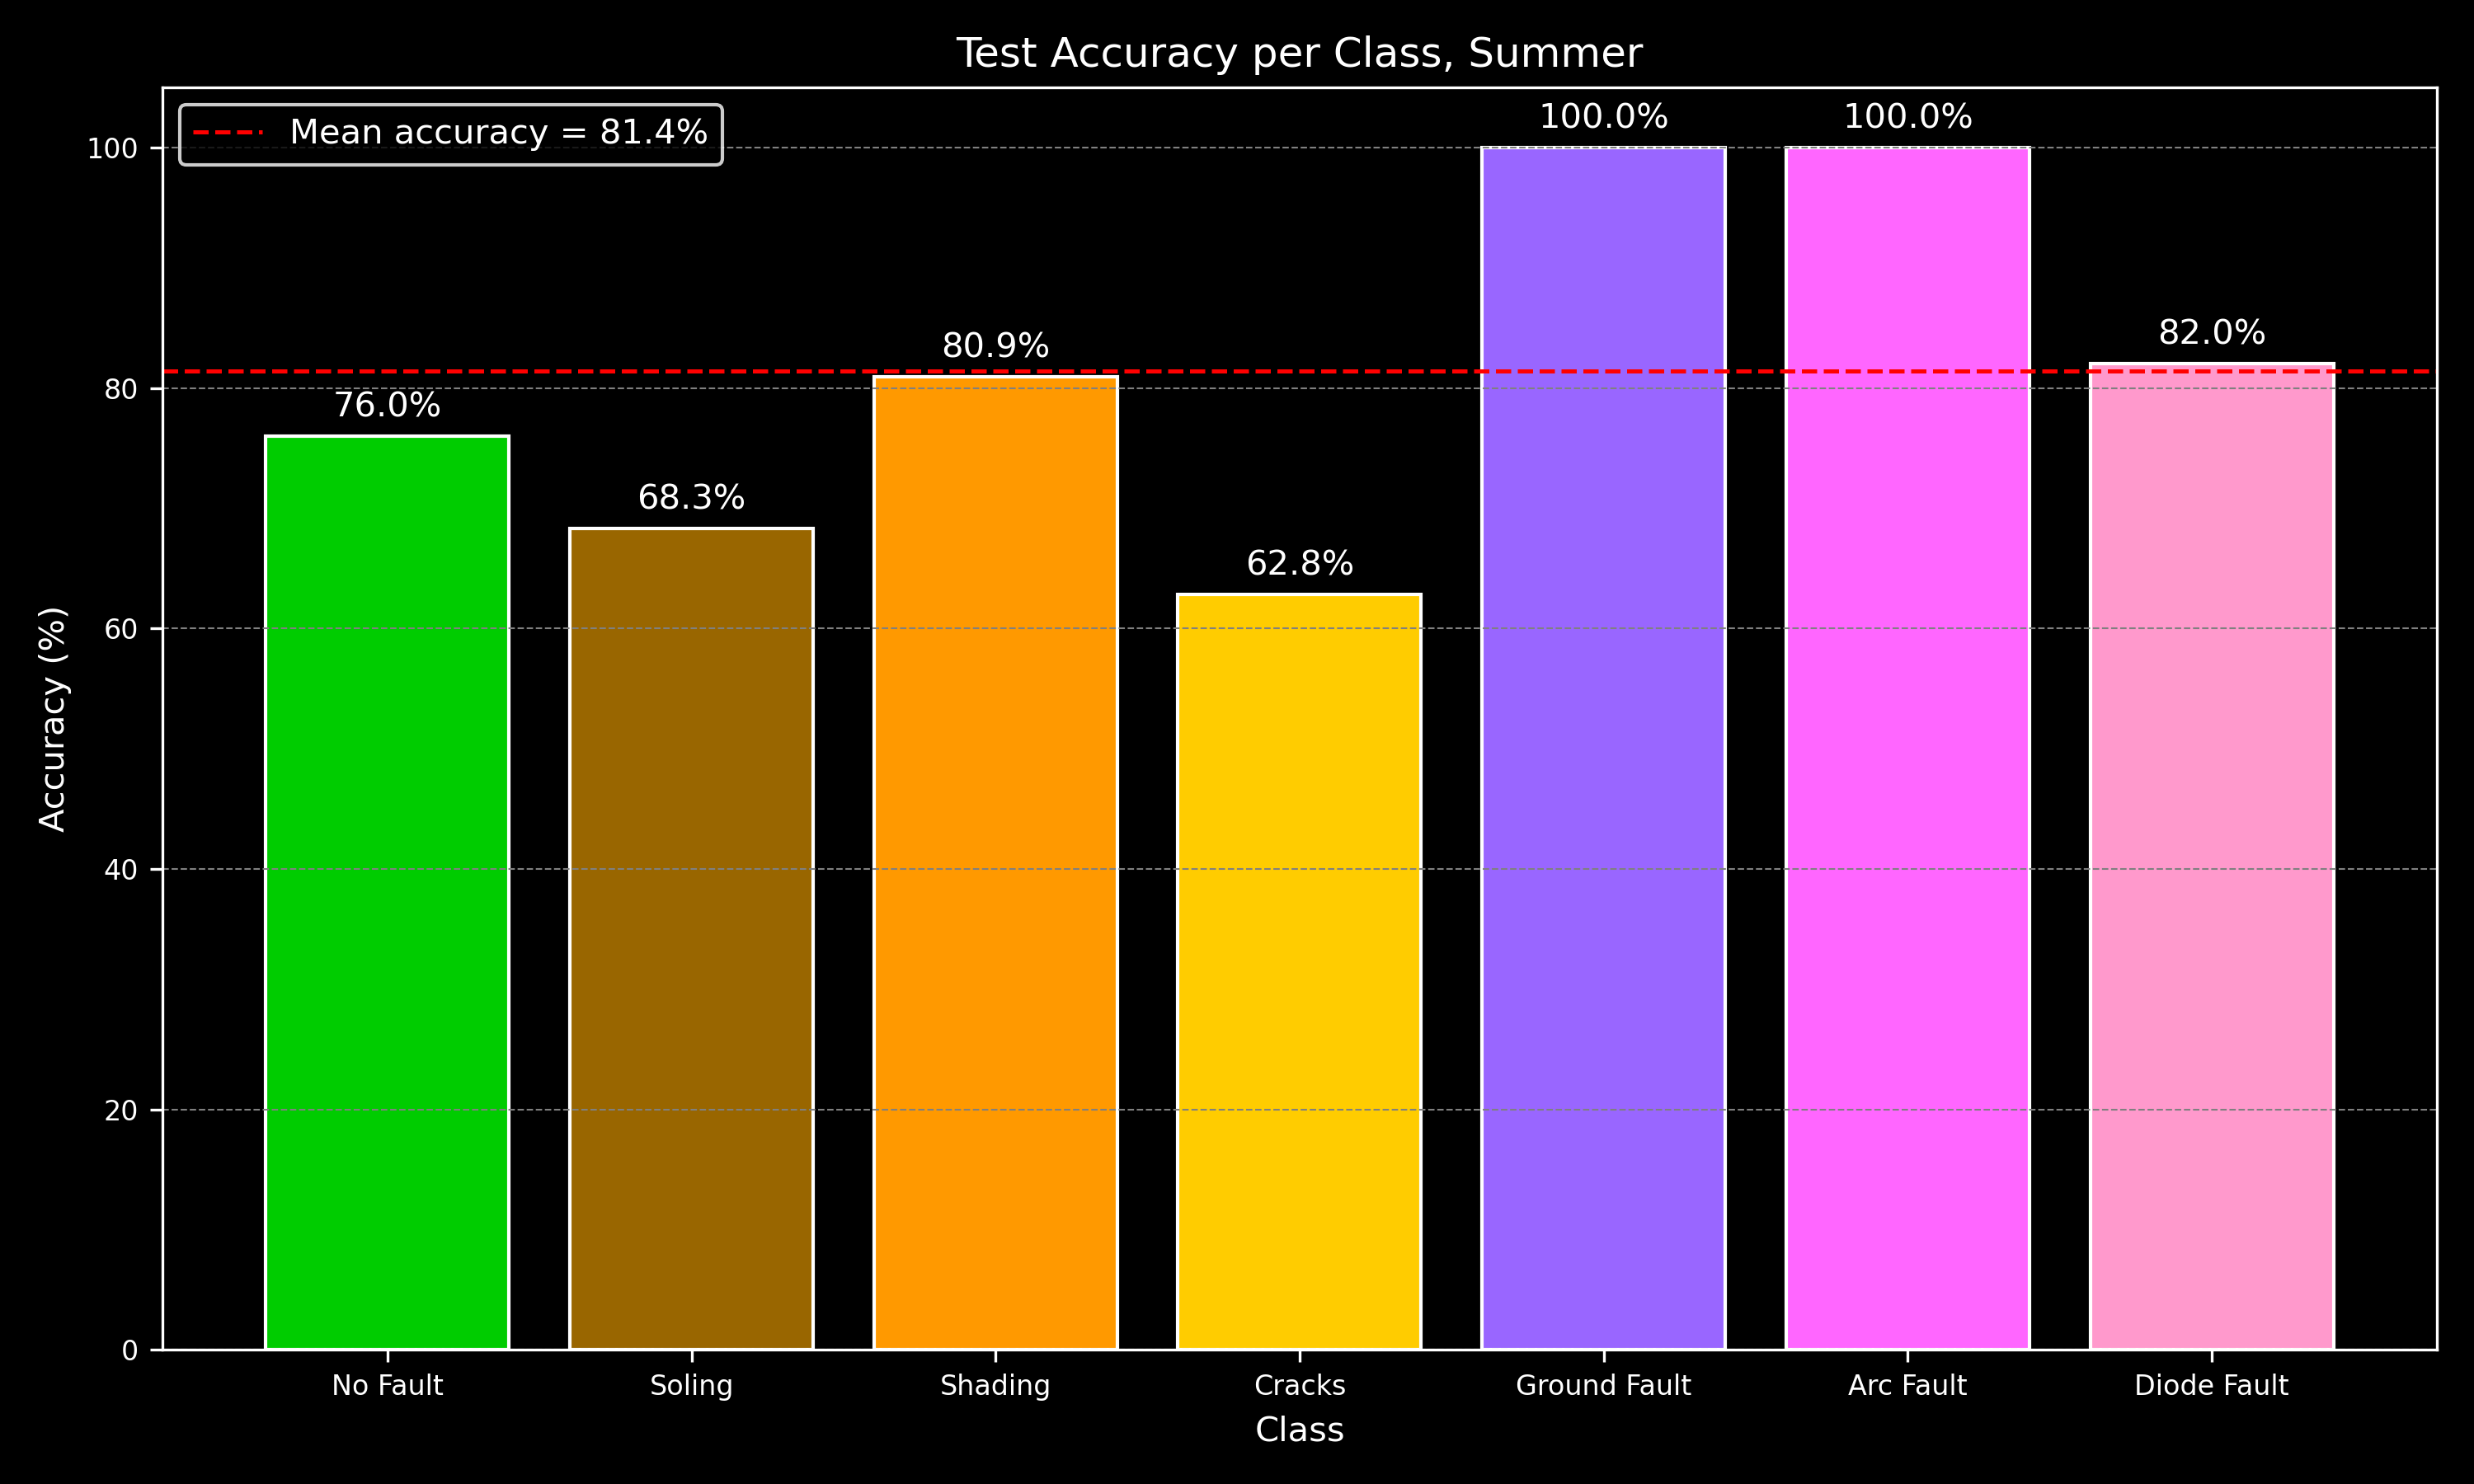 Test Accuracy per Class, Summer
Mean accuracy = 81.4%
100.0%
100.0%
82.0%
80.9%
76.0%
68.3%
62.8%
100
80
60
40
20
0
Accuracy (%)
No Fault Soling Shading Cracks Ground Fault Arc Fault Diode Fault
Class